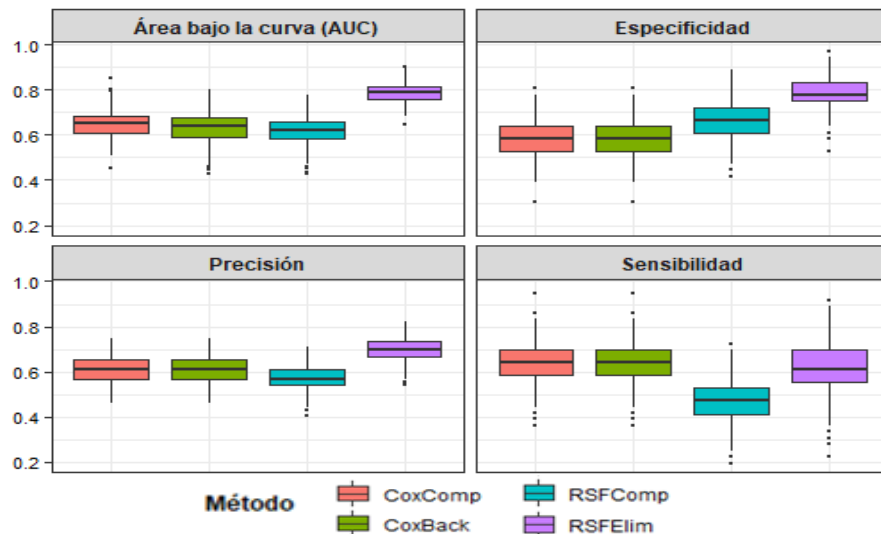 Área bajo la curva (AUC)
Especificidad
1.0
0.8
0.6
0.4
0.2
Precisión
Sensibilidad
1.0
0.8
0.6
0.4
0.2
Método
CoxComp
RSFComp
CoxBack
RSFElim